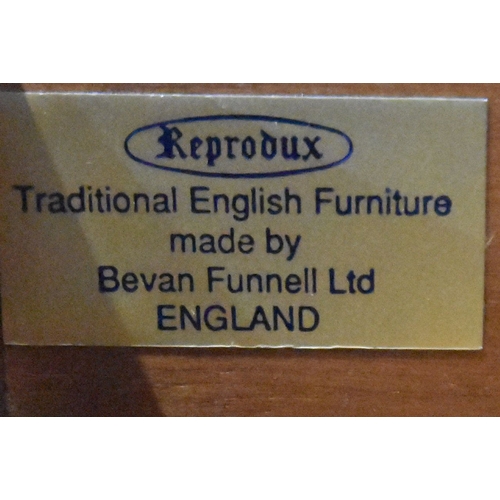 Reprodux
Traditional English Furniture
made by
Bevan Funnell Ltd
ENGLAND